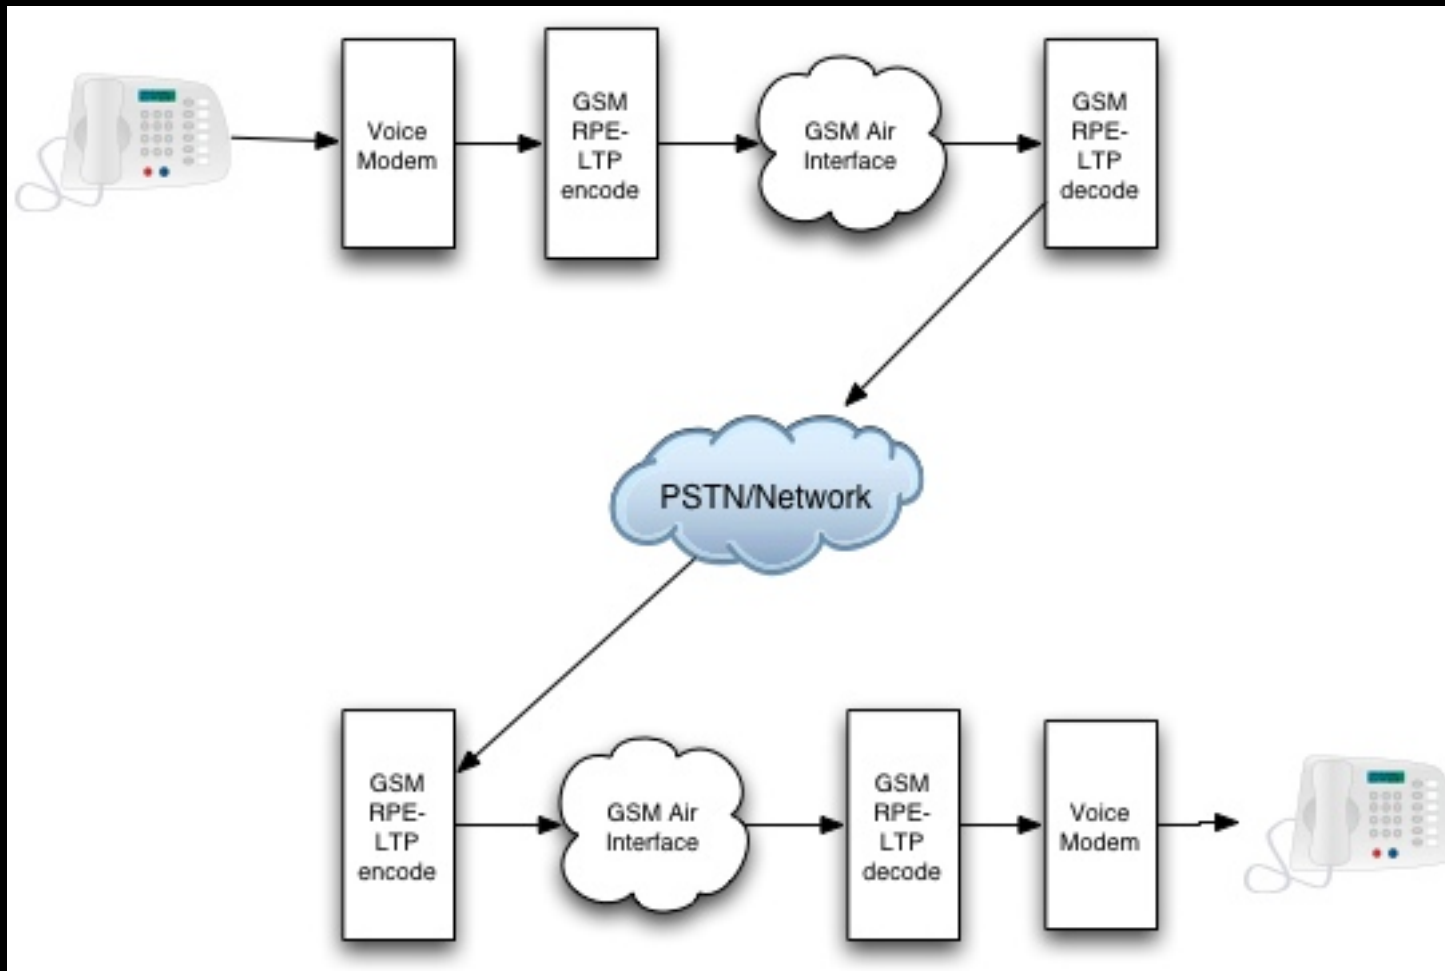 Voice
Modem
GSM
RPE-
LTP
encode
GSM Air
Interface
GSM
RPE-
LTP
decode
PSTN/Network
GSM
RPE-
LTP
encode
GSM Air
Interface
GSM
RPE-
LTP
decode
Voice
Modem